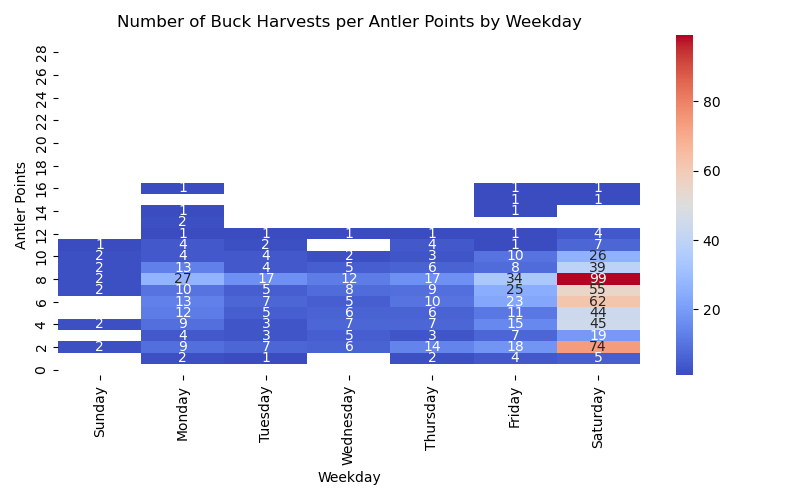 Number of Buck Harvests per Antler Points by Weekday
Antler Points
28
26
24
22
20
18
16 1 1 1
1 1
14 1 1
2
12 1 1 1 1 1 4
1 4 2 4 1 7
10 2 4 4 2 3 10 26
2 13 4 5 6 8 39
8 2 27 17 12 17 34 99
2 10 5 8 9 25 55
6 13 7 5 10 23 62
12 5 6 6 11 44
4 2 9 3 7 7 15 45
4 3 5 3 7 19
2 2 9 7 6 14 18 74
2 1 2 4 5
0
Sunday
Monday
Tuesday
Wednesday
Thursday
Friday
Saturday
Weekday
80
60
40
20